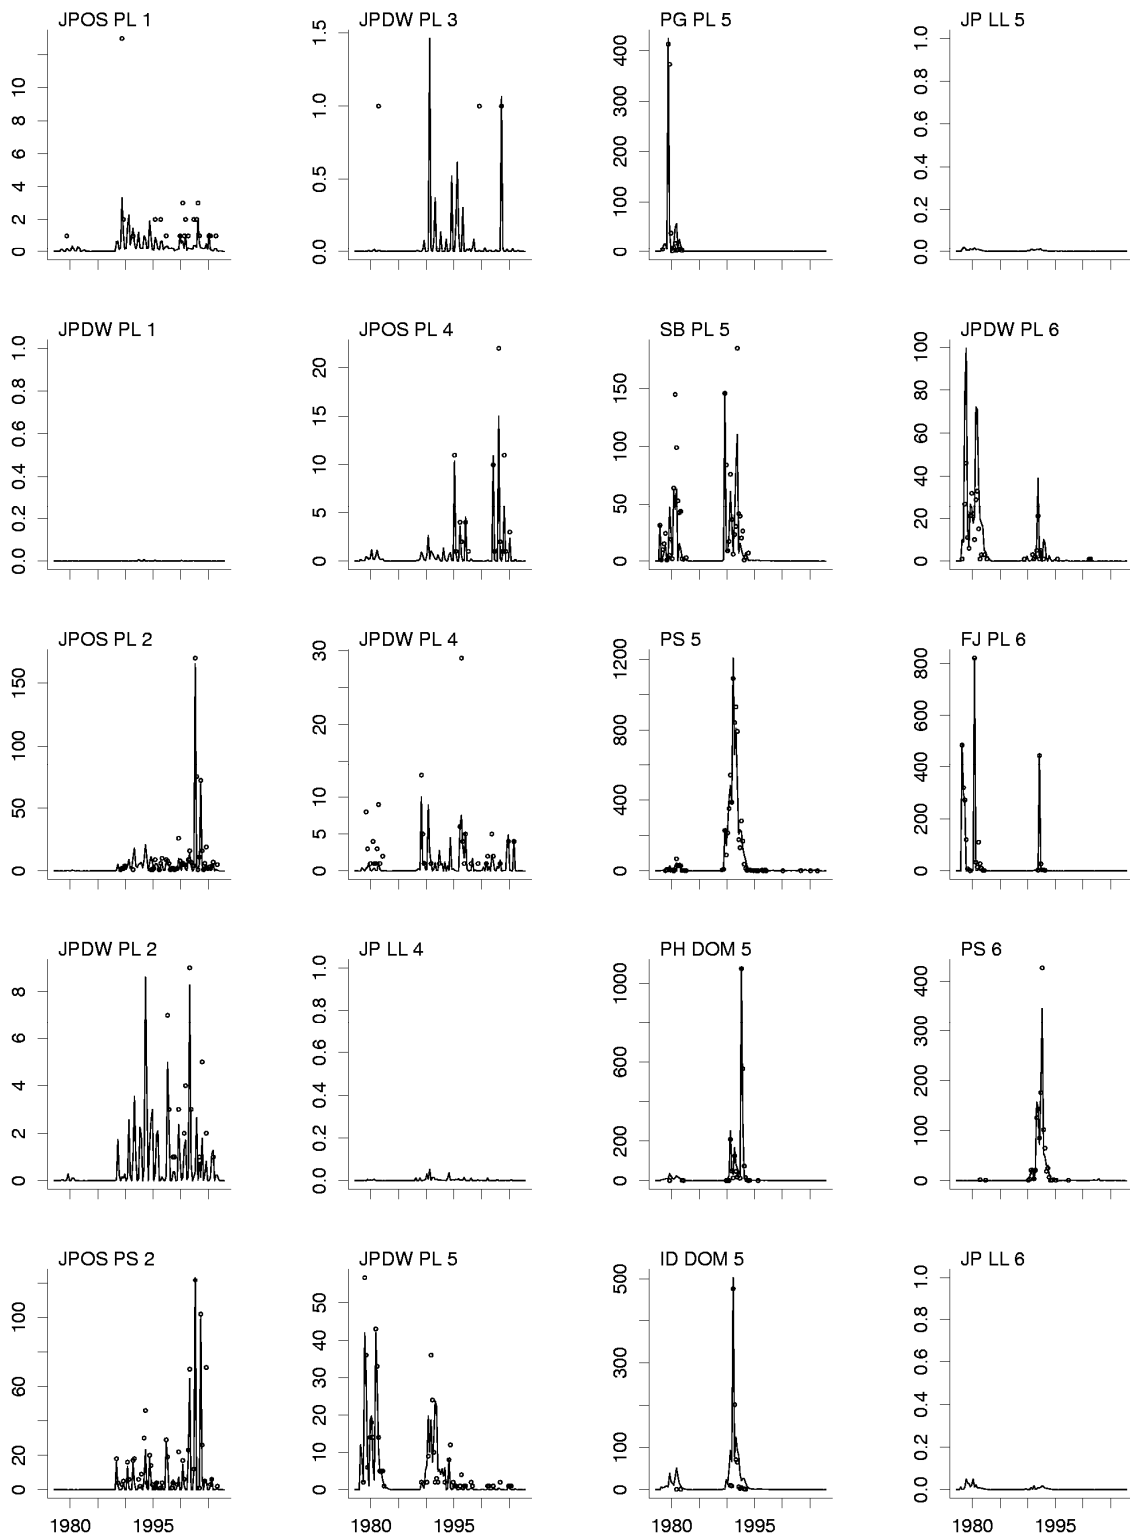 JPOS PL 1
0 2 4 6 8 10
JPDW PL 3
0.0 0.5 1.0 1.5
PG PL 5
0 100 200 300 400
JP LL 5
0.0 0.2 0.4 0.6 0.8 1.0
JPDW PL 1
0.0 0.2 0.4 0.6 0.8 1.0
JPOS PL 4
0 5 10 15 20
SB PL 5
0 50 100 150
JPDW PL 6
0 20 40 60 80 100
JPOS PL 2
0 50 100 150
JPDW PL 4
0 5 10 20 30
PS 5
0 400 800 1200
FJ PL 6
0 200 400 600 800
JPDW PL 2
0 2 4 6 8
JP LL 4
0.0 0.2 0.4 0.6 0.8 1.0
PH DOM 5
0 200 600 1000
PS 6
0 100 200 300 400
JPOS PS 2
0 20 60 100
JPDW PL 5
0 10 20 30 40 50
ID DOM 5
0 100 300 500
JP LL 6
0.0 0.2 0.4 0.6 0.8 1.0
1980 1995
1980 1995
1980 1995
1980 1995